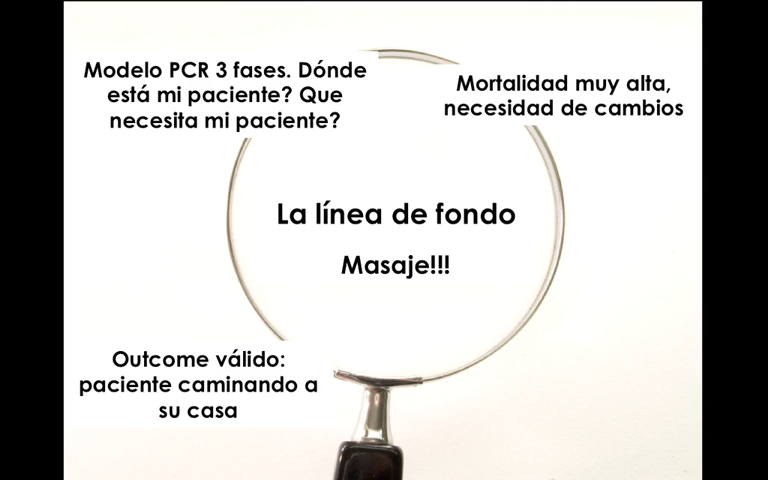 Modelo PCR 3 fases. Dónde
está mi paciente? Que
necesita mi paciente?
Mortalidad muy alta,
necesidad de cambios
La línea de fondo
Masaje!!!
Outcome válido:
paciente caminando a
su casa